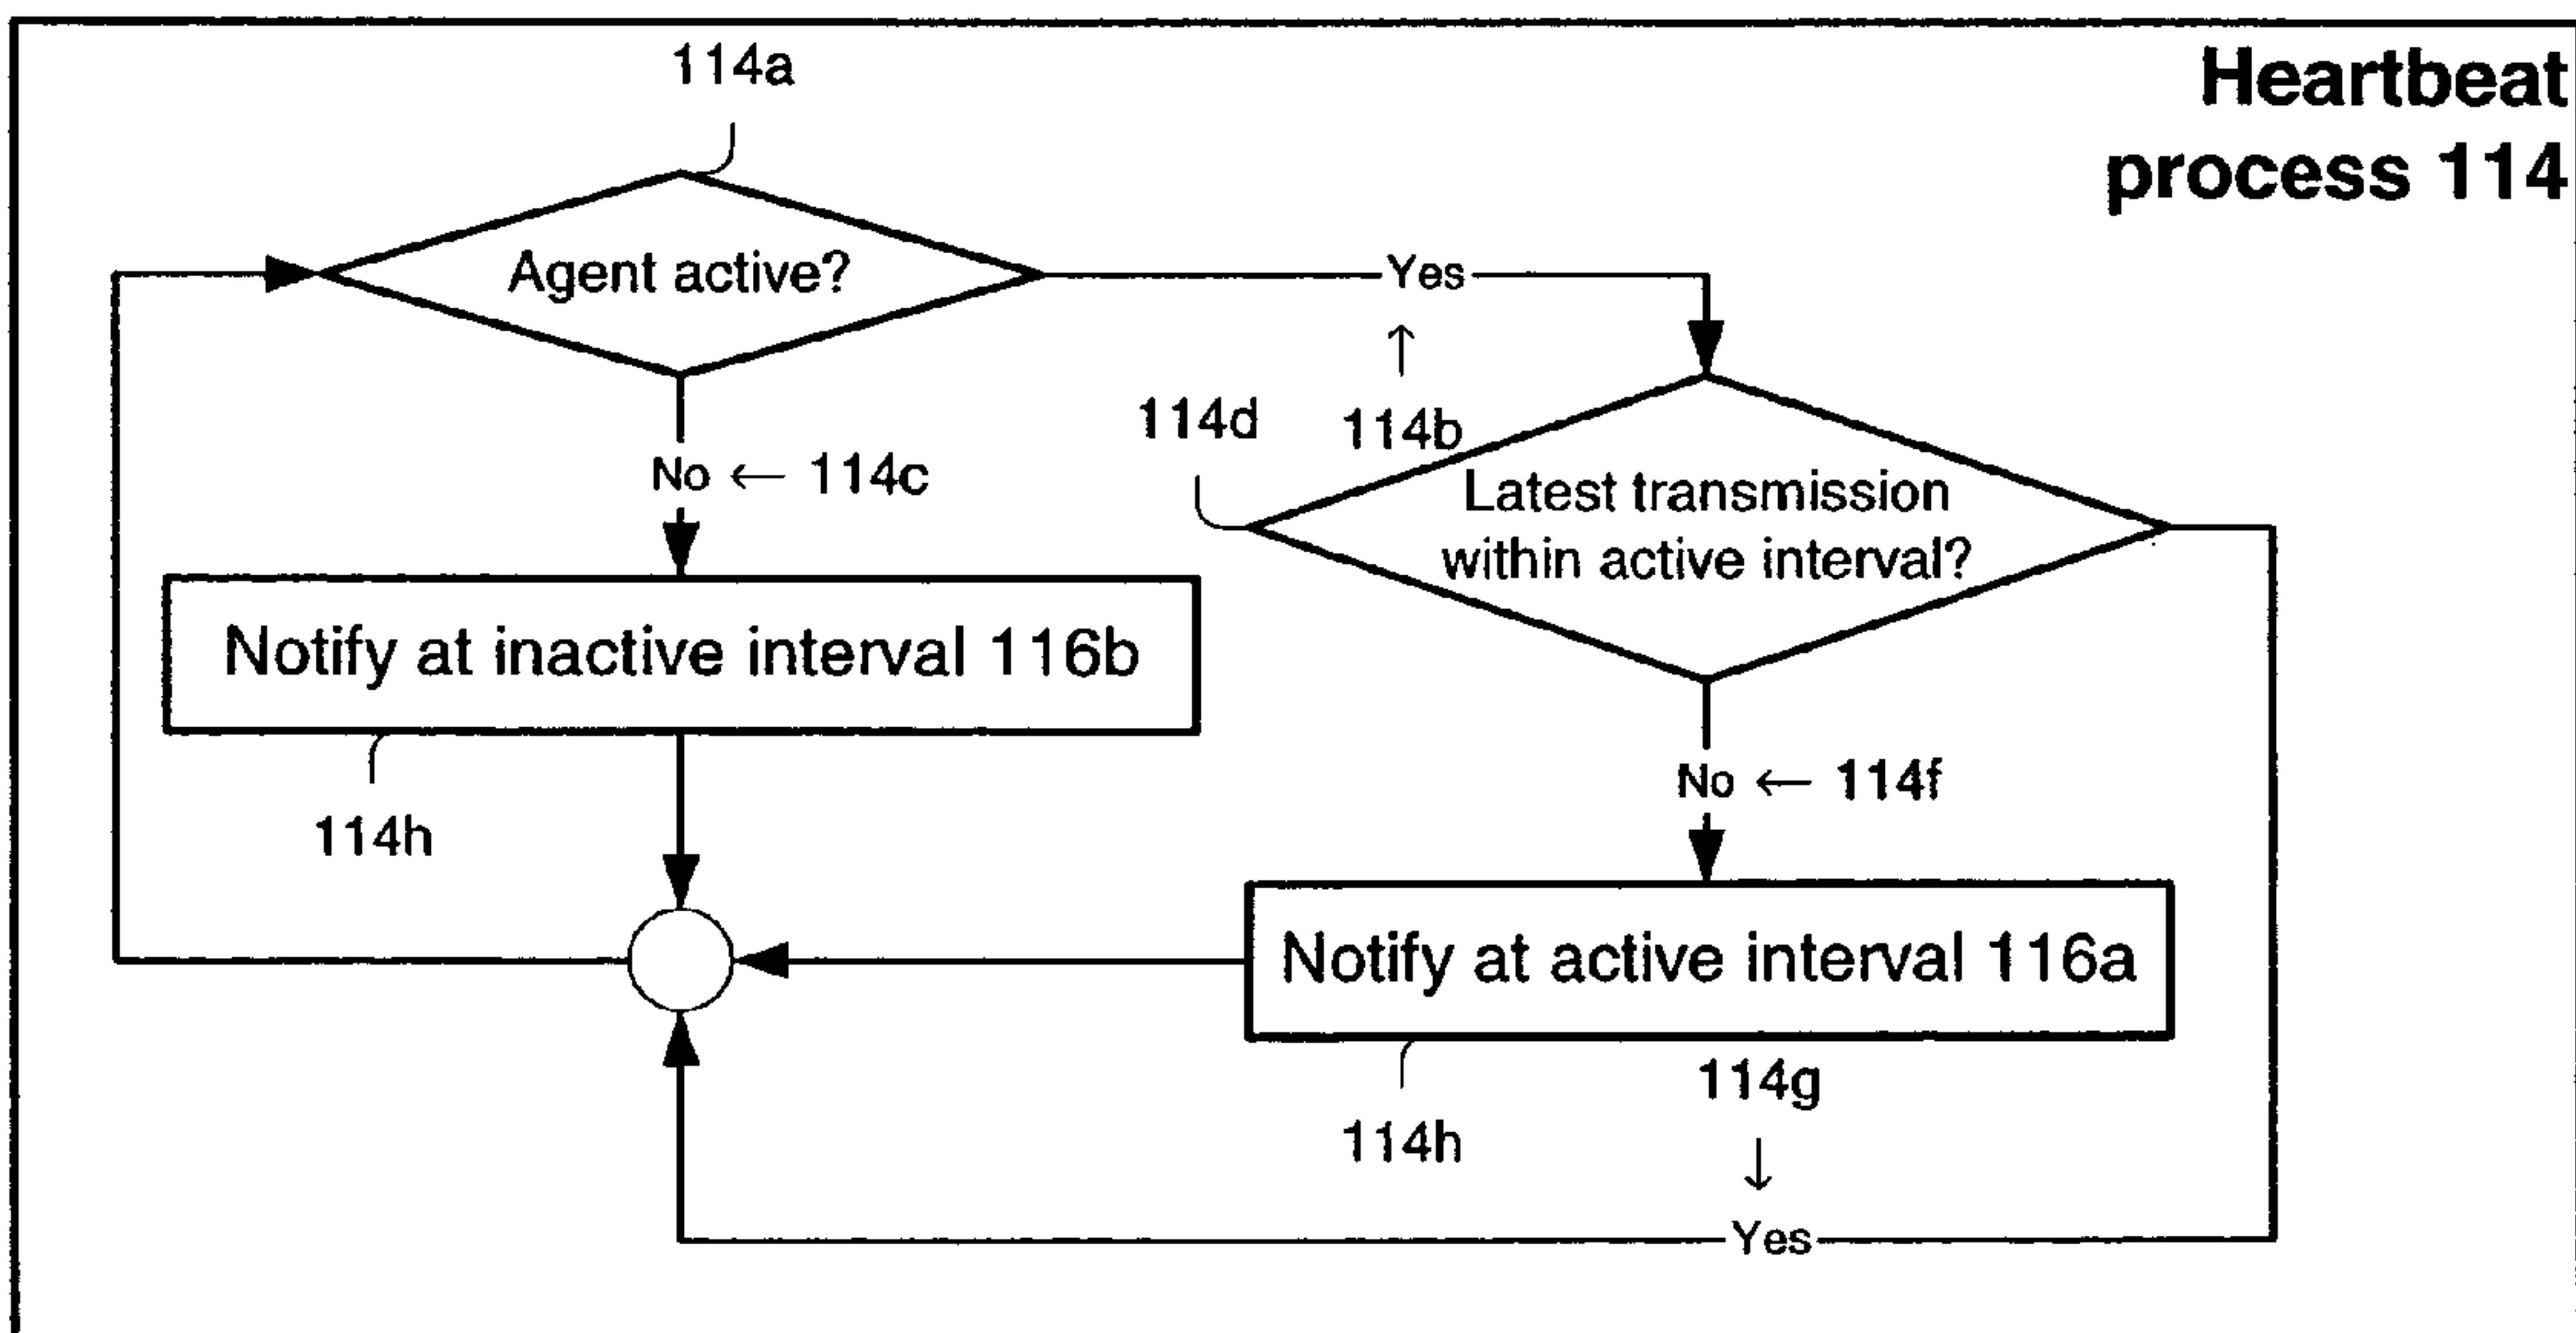 Heartbeat
process 114
114a
Agent active?
Yes
↑
114b
No ← 114c
114d
Latest transmission
within active interval?
Notify at inactive interval 116b
114h
No ← 114f
Notify at active interval 116a
114h
114g
↓
Yes